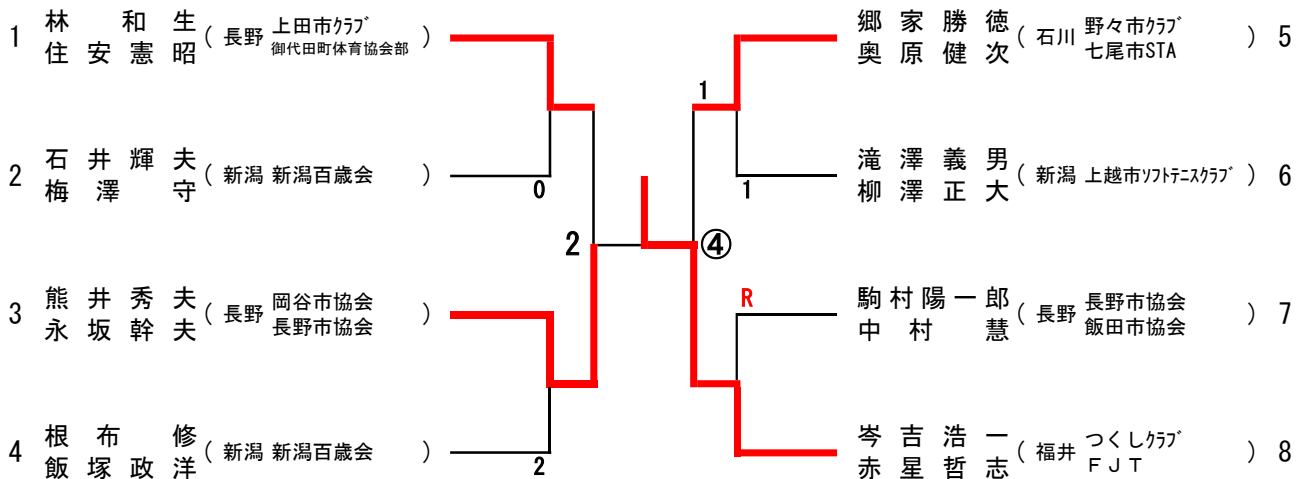 1 林 和 生 ( 長野 上田市クラブ )
住 安 憲 昭 御代田町体育協会部
0
2 石 井 輝 夫 ( 新潟 新潟百歳会 )
梅 澤 守
2
3 熊 井 秀 夫 ( 長野 岡谷市協会 )
永 坂 幹 夫 長野市協会
4 根 布 修 ( 新潟 新潟百歳会 )
飯 塚 政 洋
2
郷 家 勝 徳 ( 石川 野々市クラブ ) 5
奥 原 健 次 七尾市STA
1
滝 澤 義 男 ( 新潟 上越市ソフトテニスクラブ ) 6
柳 澤 正 大
1
④
R
駒 村 陽 一 郎 ( 長野 長野市協会 ) 7
中 村 慧 飯田市協会
岑 吉 浩 一 ( 福井 つくしクラブ ) 8
赤 星 哲 志 FJT